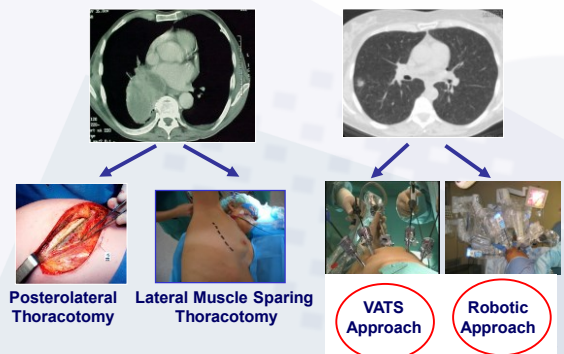 Posterolateral
Thoracotomy
Lateral Muscle Sparing
Thoracotomy
VATS
Approach
Robotic
Approach